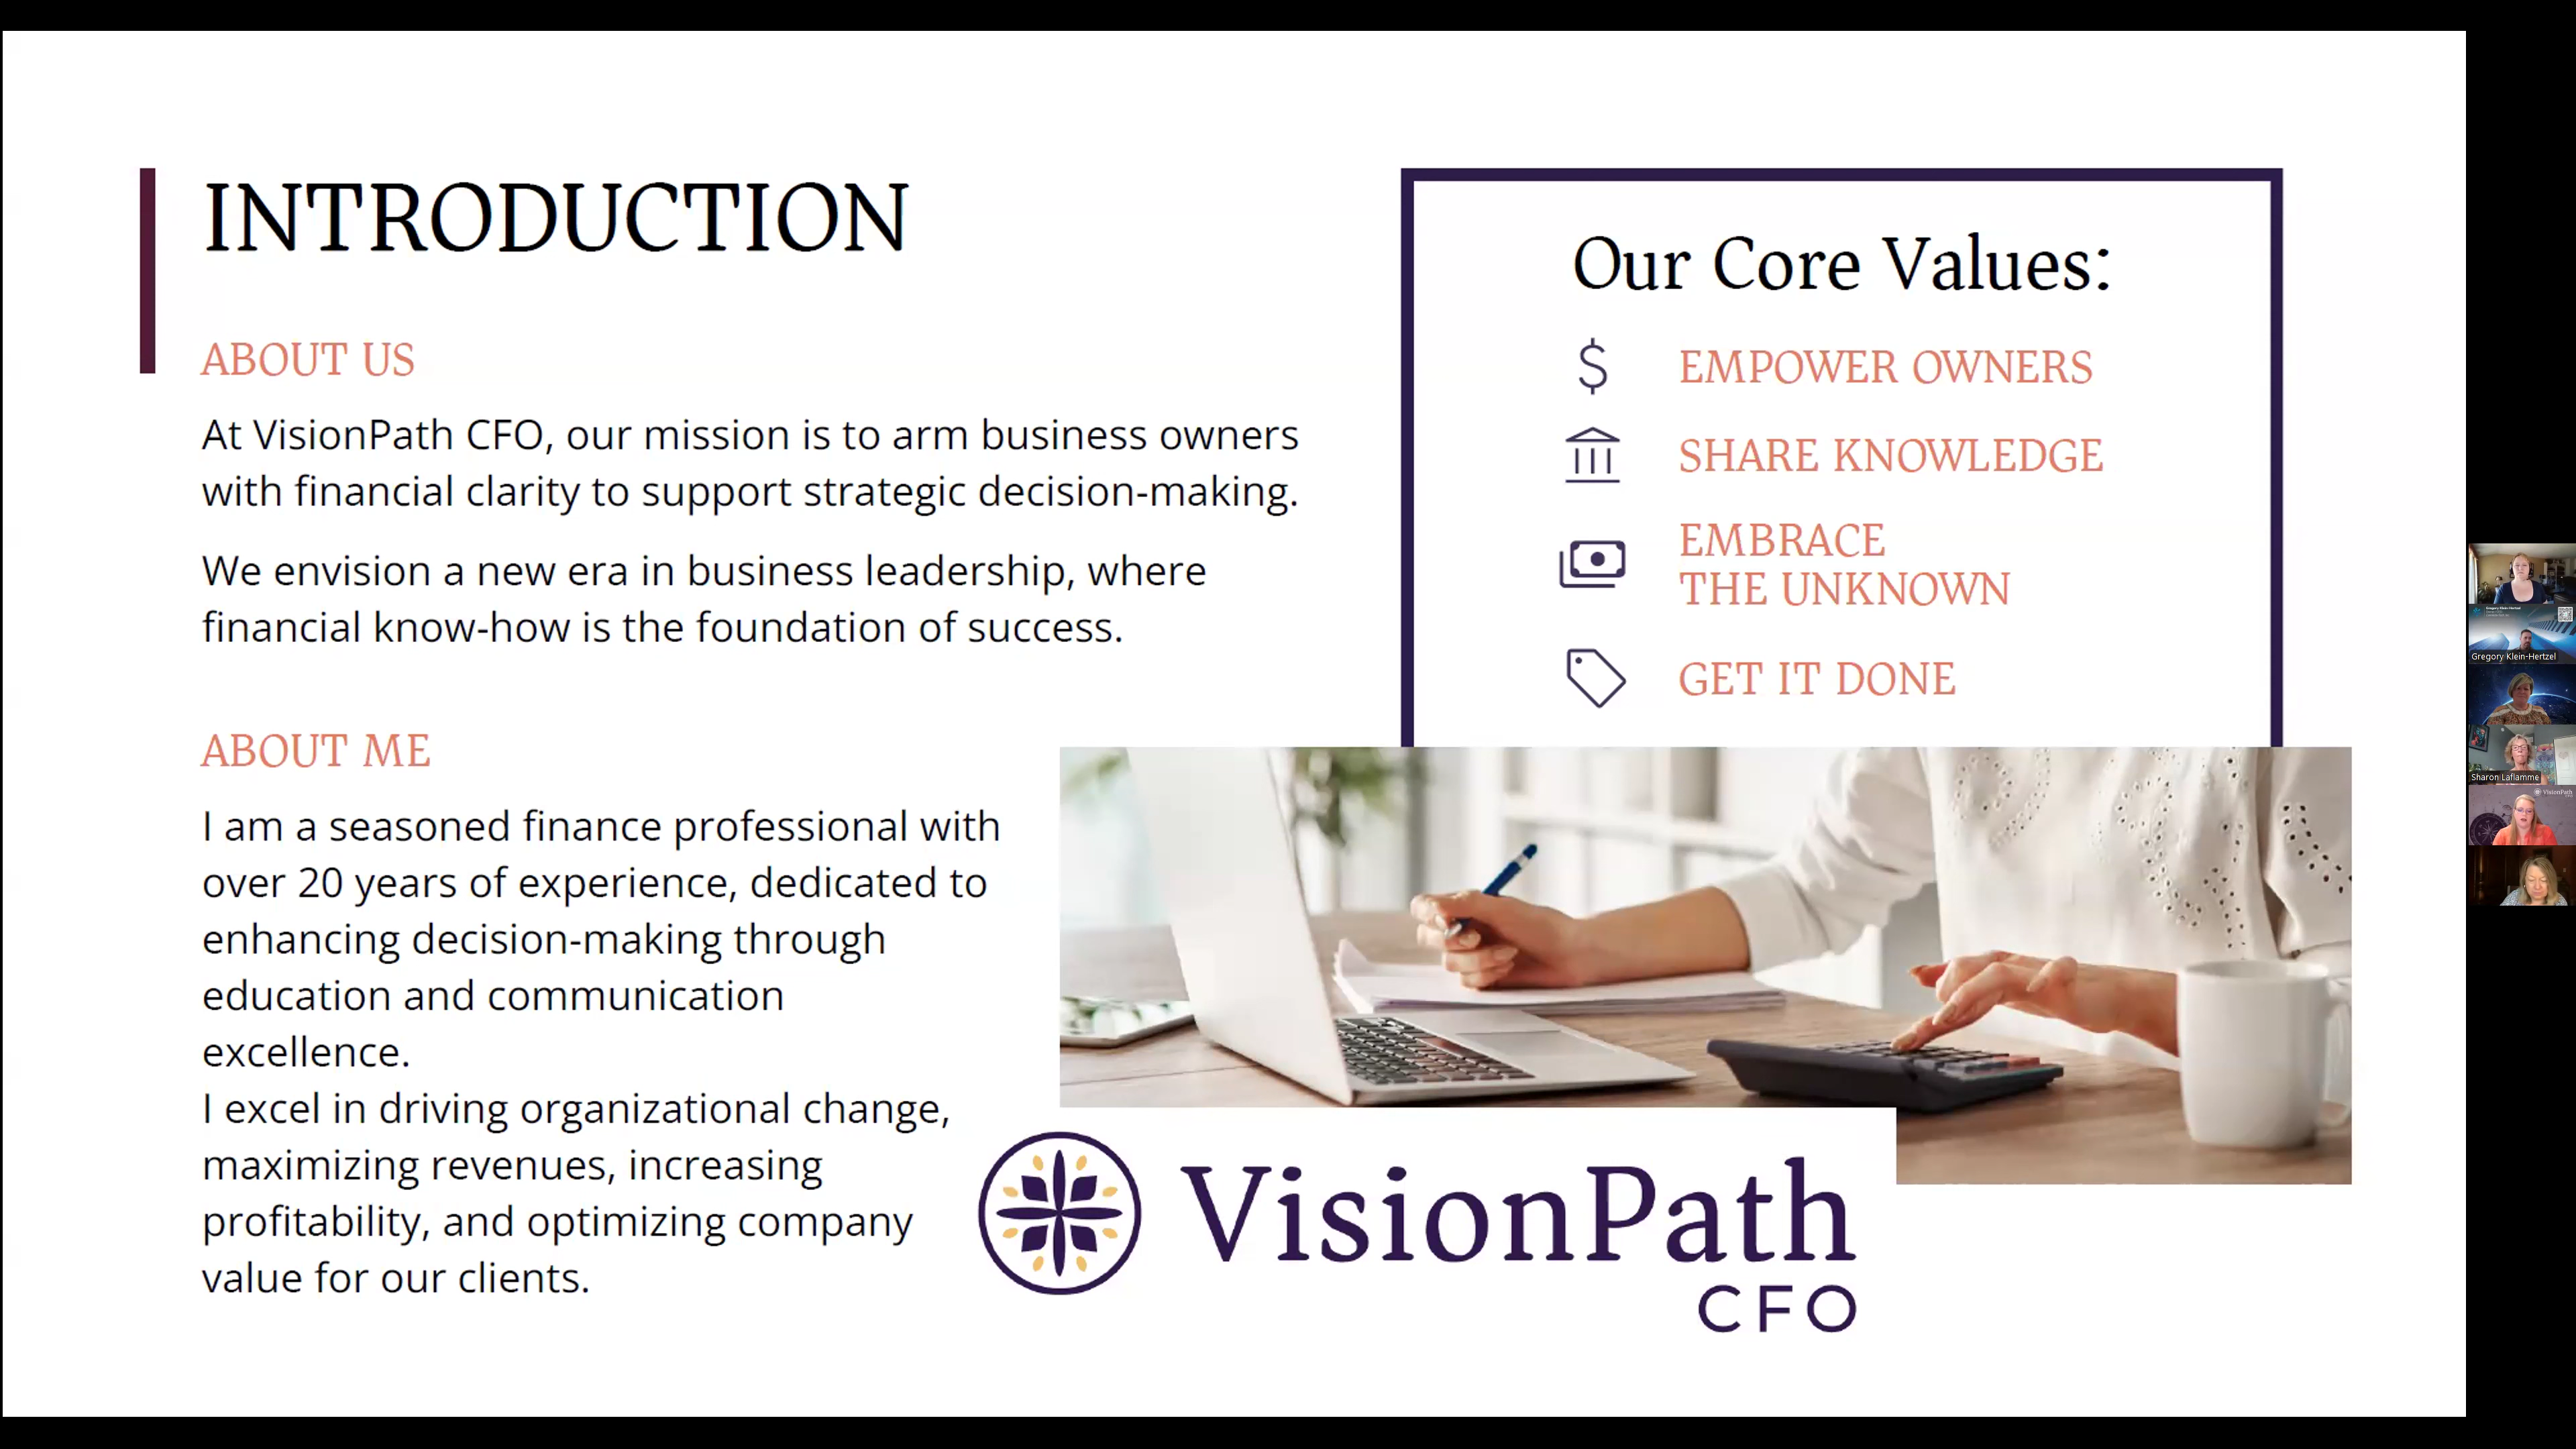 INTRODUCTION
ABOUT US
At VisionPath CFO, our mission is to arm business owners
with financial clarity to support strategic decision-making.
We envision a new era in business leadership, where
financial know-how is the foundation of success.
ABOUT ME
I am a seasoned finance professional with
over 20 years of experience, dedicated to
enhancing decision-making through
education and communication
excellence.
I excel in driving organizational change,
maximizing revenues, increasing
profitability, and optimizing company
value for our clients.
Our Core Values:
EMPOWER OWNERS
SHARE KNOWLEDGE
EMBRACE
THE UNKNOWN
GET IT DONE
VisionPath
CFO
Gregory Klein-Hertzel
Gregory Klein-Hertzel
Sharon Laflamme
VisionPath